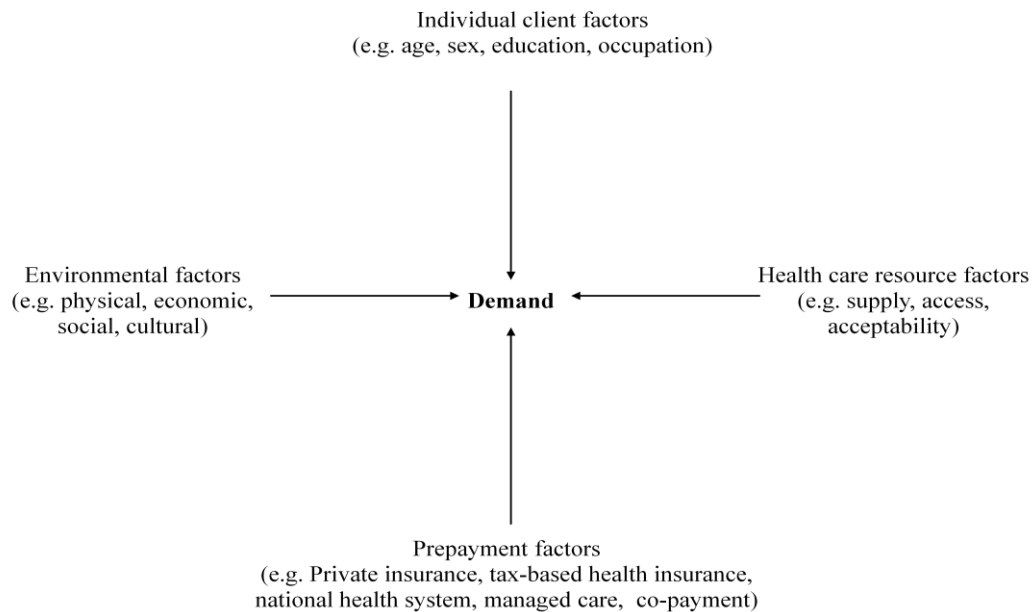 Individual client factors
(e.g. age, sex, education, occupation)
Environmental factors
(e.g. physical, economic,
social, cultural)
Demand
Health care resource factors
(e.g. supply, access,
acceptability)
Prepayment factors
(e.g. Private insurance, tax-based health insurance,
national health system, managed care, co-payment)